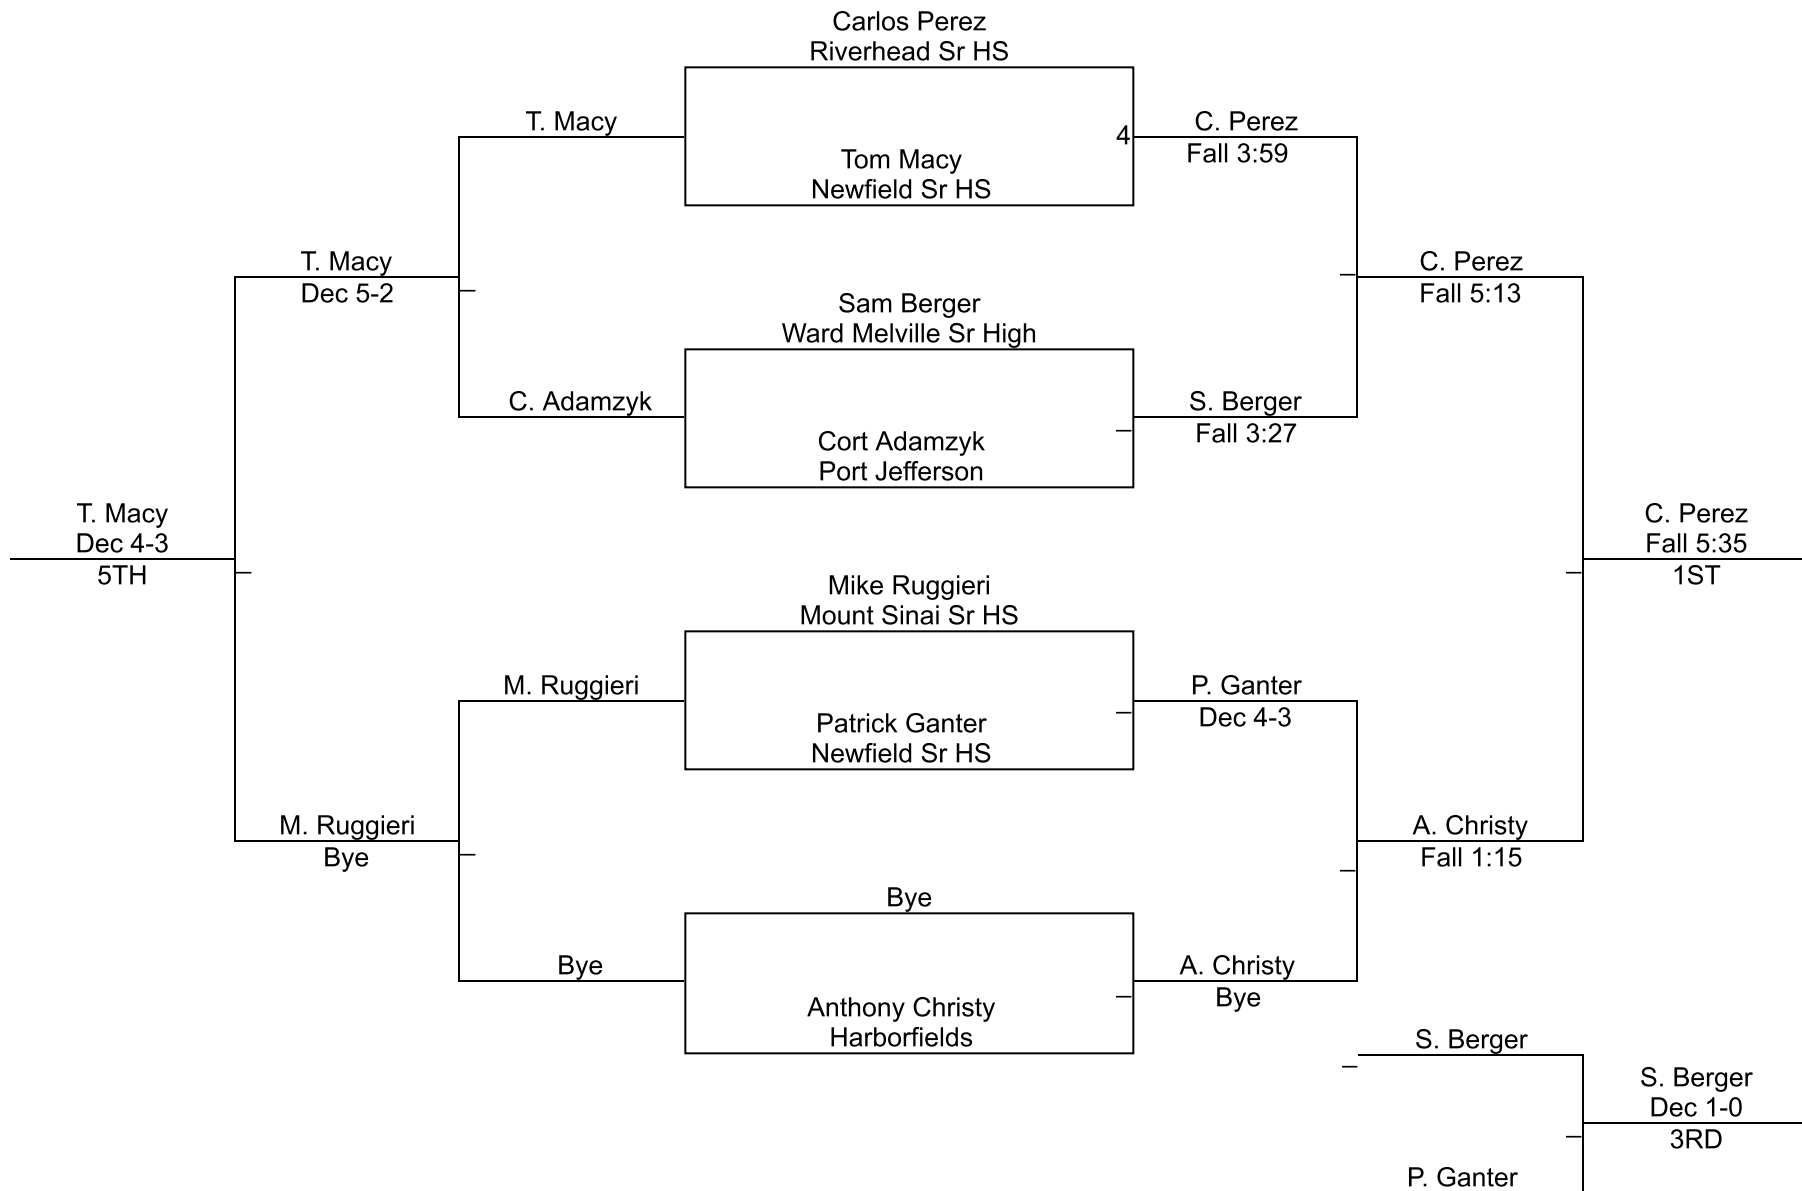 Carlos Perez
Riverhead Sr HS
T. Macy
4
C. Perez
Fall 3:59
Tom Macy
Newfield Sr HS
T. Macy
Dec 5-2
C. Perez
Fall 5:13
Sam Berger
Ward Melville Sr High
C. Adamzyk
S. Berger
Fall 3:27
Cort Adamzyk
Port Jefferson
T. Macy
Dec 4-3
5TH
C. Perez
Fall 5:35
1ST
Mike Ruggieri
Mount Sinai Sr HS
M. Ruggieri
P. Ganter
Dec 4-3
Patrick Ganter
Newfield Sr HS
M. Ruggieri
Bye
A. Christy
Fall 1:15
Bye
Bye
A. Christy
Bye
Anthony Christy
Harborfields
S. Berger
S. Berger
Dec 1-0
3RD
P. Ganter